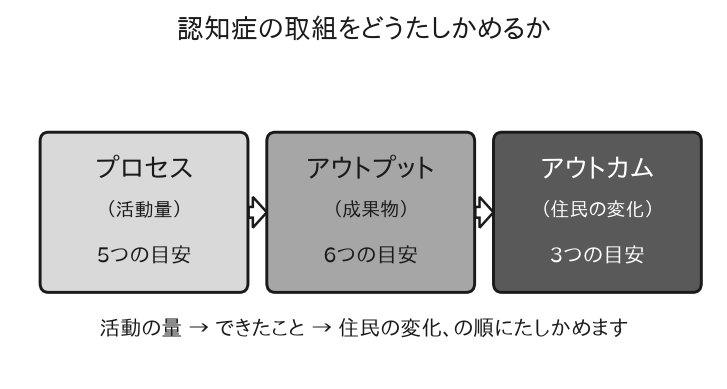 認知症の取組をどうたしかめるか
プロセス
（活動量）
5つの目安
アウトプット
（成果物）
6つの目安
アウトカム
（住民の変化）
3つの目安
活動の量 → できたこと → 住民の変化、の順にたしかめます